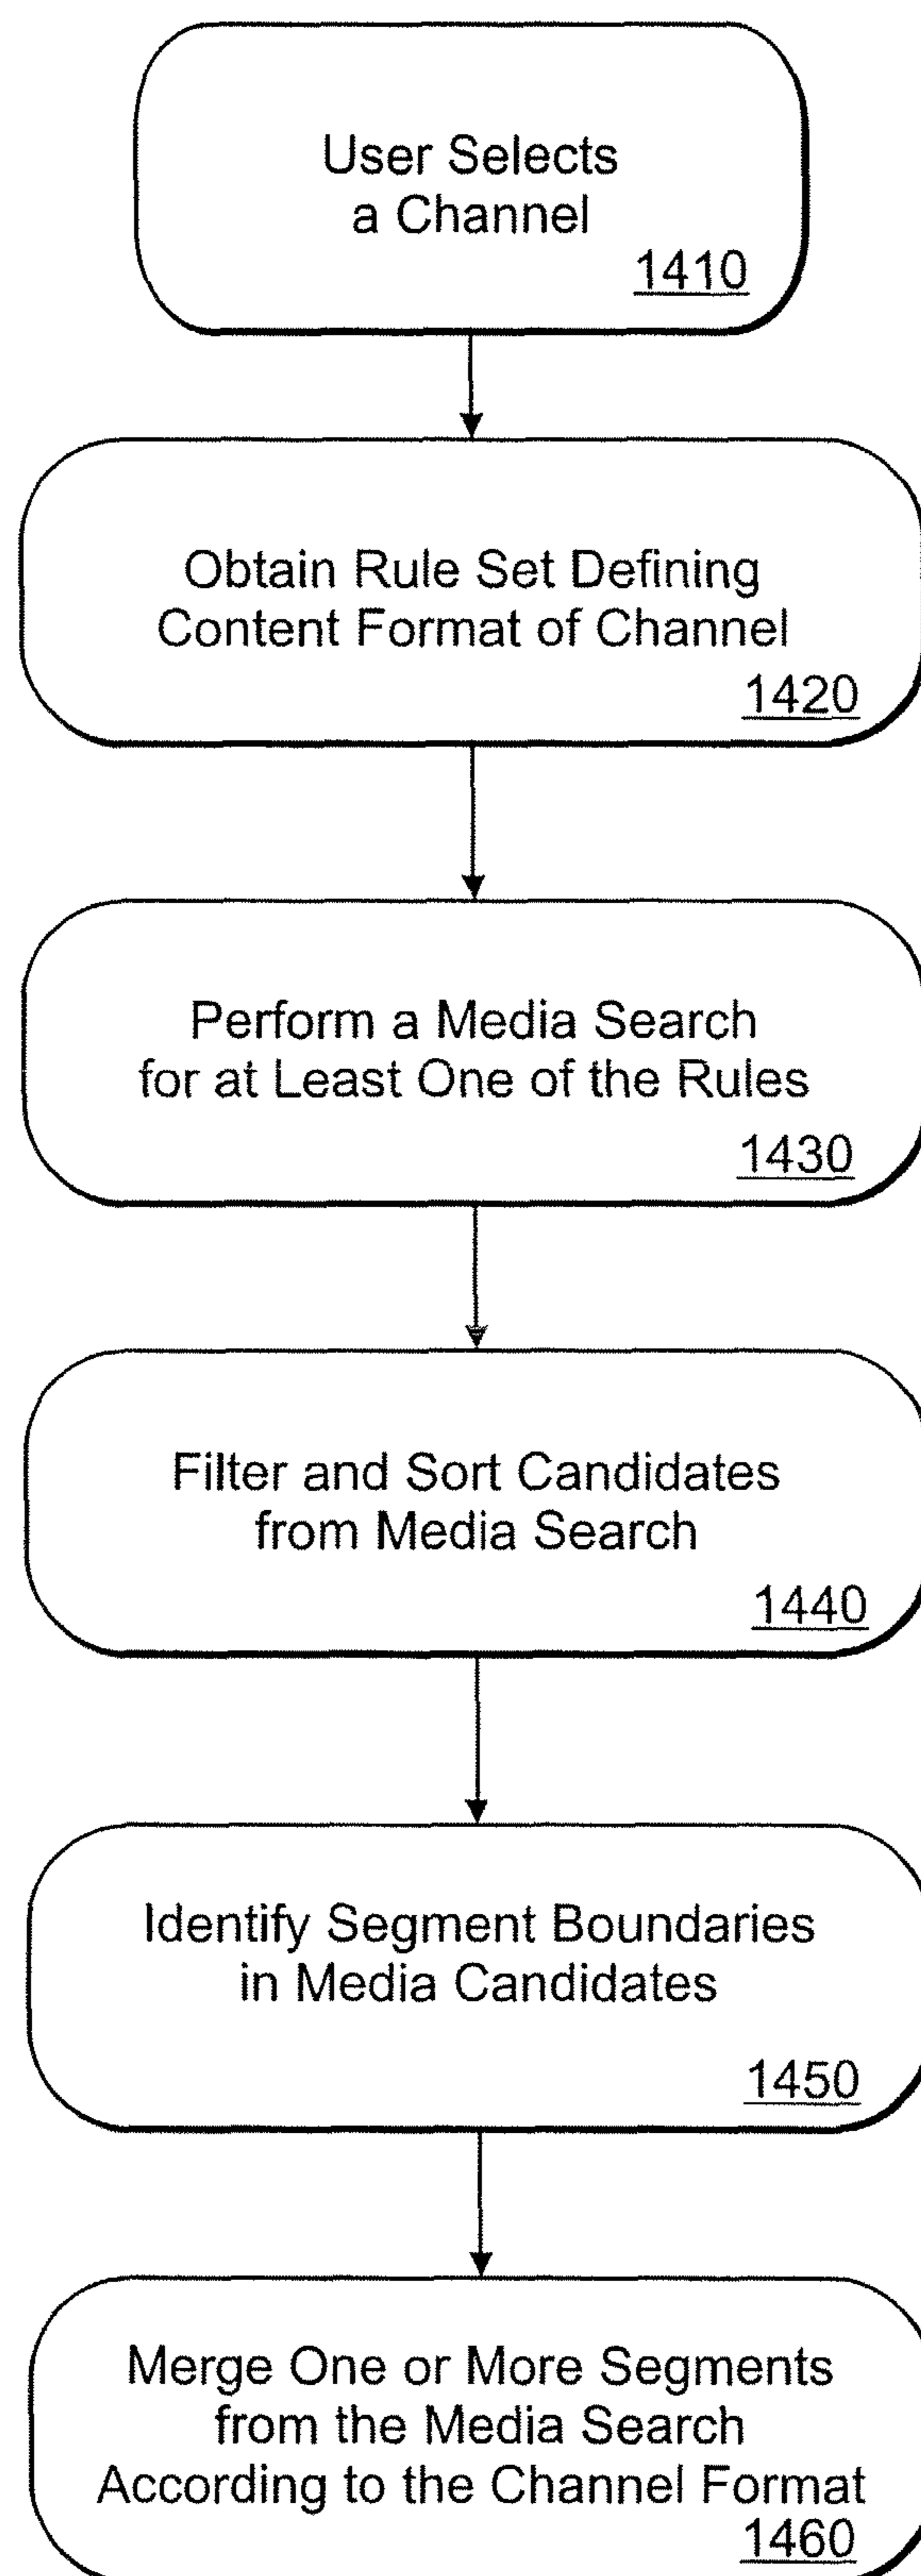 User Selects
a Channel
1410
Obtain Rule Set Defining
Content Format of Channel
1420
Perform a Media Search
for at Least One of the Rules
1430
Filter and Sort Candidates
from Media Search
1440
Identify Segment Boundaries
in Media Candidates
1450
Merge One or More Segments
from the Media Search
According to the Channel Format
1460